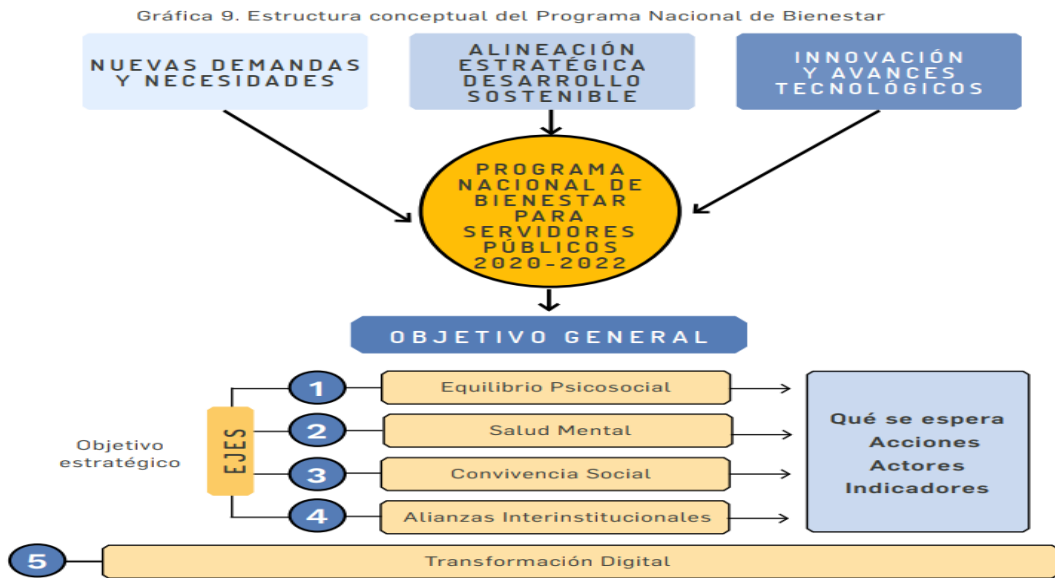 Gráfica 9. Estructura conceptual del Programa Nacional de Bienestar
NUEVAS DEMANDAS
Y NECESIDADES
ALINEACIÓN
ESTRATÉGICA
DESARROLLO
SOSTENIBLE
INNOVACIÓN
Y AVANCES
TECNOLÓGICOS
PROGRAMA
NACIONAL DE
BIENESTAR
PARA
SERVIDORES
PÚBLICOS
2020-2022
OBJETIVO GENERAL
Objetivo
estratégico
EJES
1
Equilibrio Psicosocial
2
Salud Mental
3
Convivencia Social
4
Alianzas Interinstitucionales
Qué se espera
Acciones
Actores
Indicadores
5
Transformación Digital